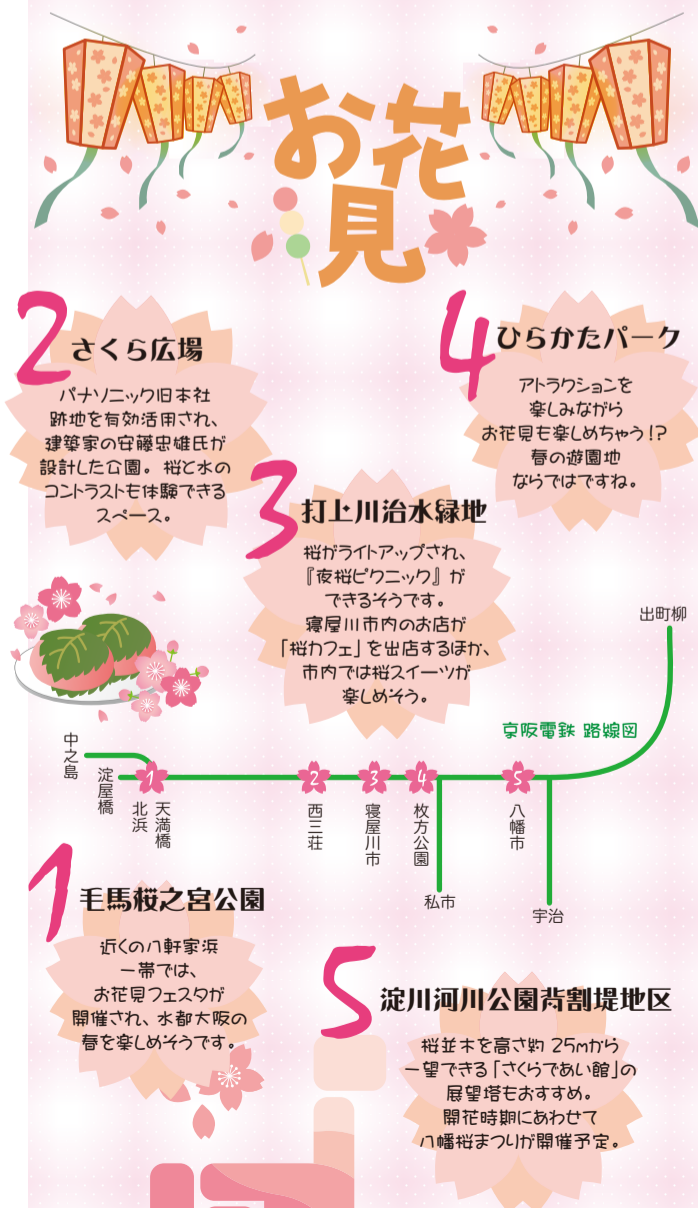 お花見
2
さくら広場
パナソニック旧本社
跡地を有効活用され、
建築家の安藤忠雄氏が
設計した公園。桜と水の
コントラストも体験できる
スペース。
4
ひらかたパーク
アトラクションを
楽しみながら
お花見も楽しめちゃう!?
春の遊園地
ならではですね。
3
打上川治水緑地
桜がライトアップされ、
『夜桜ピクニック』が
できるそうです。
寝屋川市内のお店が
「桜カフェ」を出店するほか、
市内では桜スイーツが
楽しめそう。
出町柳
京阪電鉄 路線図
中之島
淀屋橋
1
2
3
4
5
北浜
天満橋
西三荘
寝屋川市
枚方公園
八幡市
私市
宇治
1
毛馬桜之宮公園
近くの八軒家浜
一帯では、
お花見フェスタが
開催され、水都大阪の
春を楽しめそうです。
5
淀川河川公園背割堤地区
桜並木を高さ約 25mから
一望できる「さくらであい館」の
展望塔もおすすめ。
開花時期にあわせて
八幡桜まつりが開催予定。